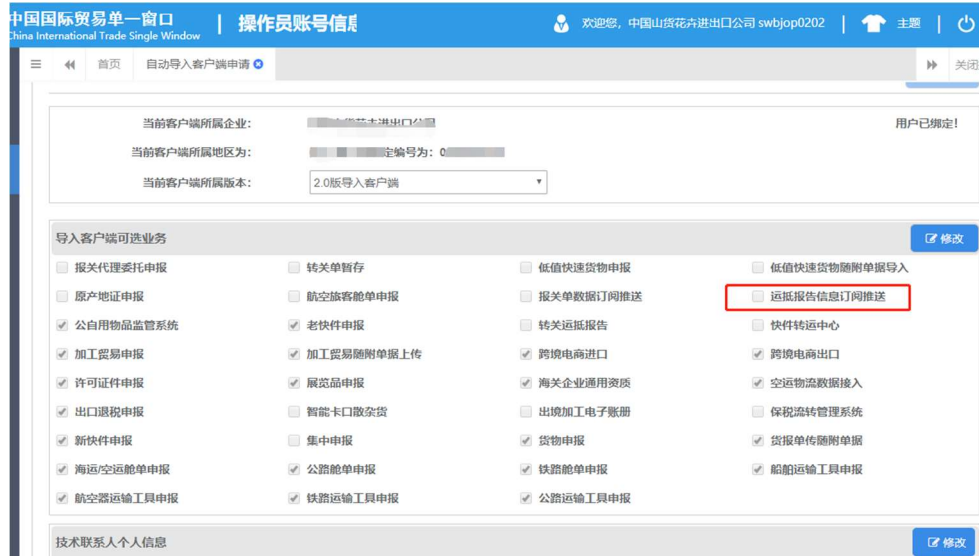 中国国际贸易单一窗口 | 操作员账号信息 欢迎您，中国山货花卉进出口公司 swbjop0202 | 主题 |
China International Trade Single Window
首页 自动导入客户端申请 关闭
当前客户端所属企业： 进出口公司 用户已绑定！
当前客户端所属地区为： 定编号为：0
当前客户端所属版本： 2.0版导入客户端
导入客户端可选业务 修改
报关代理委托申报 转关单暂存 低值快速货物申报 低值快速货物随附单据导入
原产地证申报 航空旅客舱单申报 报关单数据订阅推送 运抵报告信息订阅推送
公自用物品监管系统 老快件申报 转关运抵报告 快件转运中心
加工贸易申报 加工贸易随附单据上传 跨境电商进口 跨境电商出口
许可证件申报 展览品申报 海关企业通用资质 空运物流数据接入
出口退税申报 智能卡口散杂货 出境加工电子账册 保税流转管理系统
新快件申报 集中申报 货物申报 货报单传随附单据
海运/空运舱单申报 公路舱单申报 铁路舱单申报 船舶运输工具申报
航空器运输工具申报 铁路运输工具申报 公路运输工具申报
技术联系人个人信息 修改